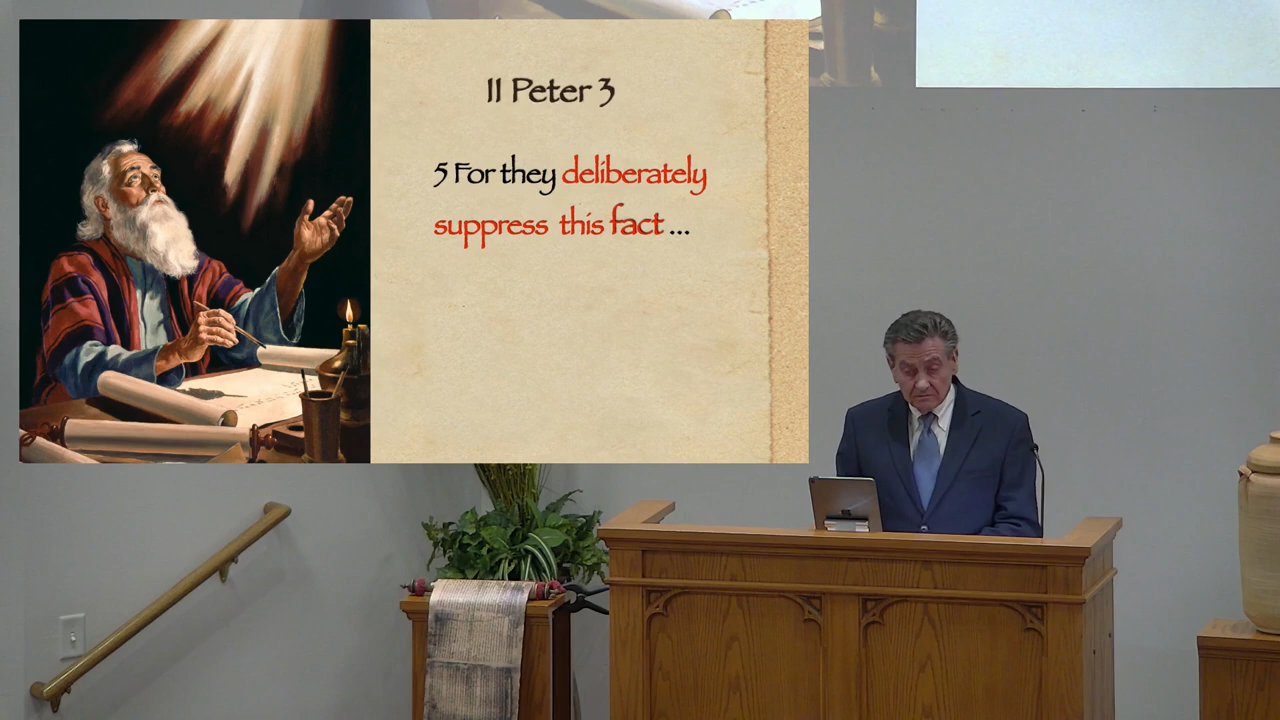 II Peter 3
5 For they deliberately
suppress this fact ...